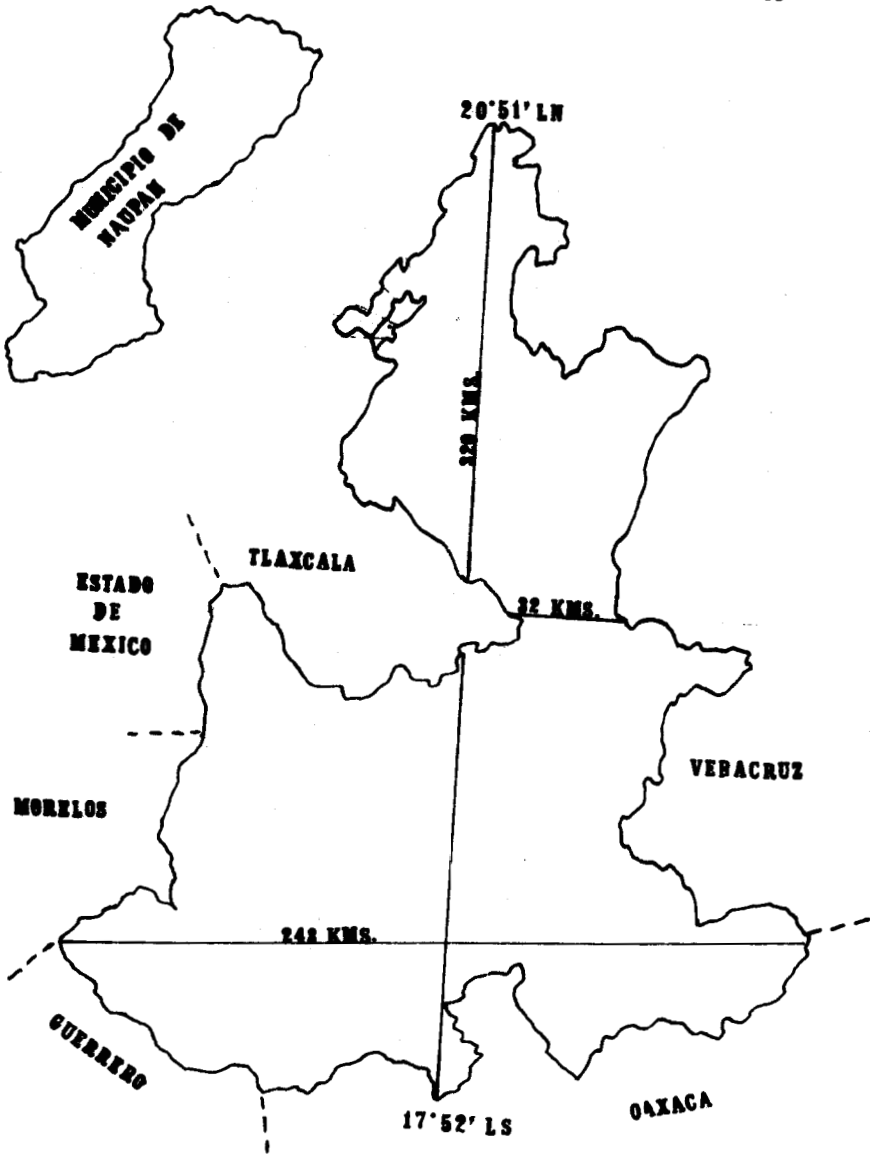 MUNICIPIO DE
NAUPAN
20°51' LN
320 KMS.
TLAXCALA
ESTADO
DE
MEXICO
32 KMS.
VERACRUZ
MORELOS
242 KMS.
GUERRERO
17°52' LS
OAXACA